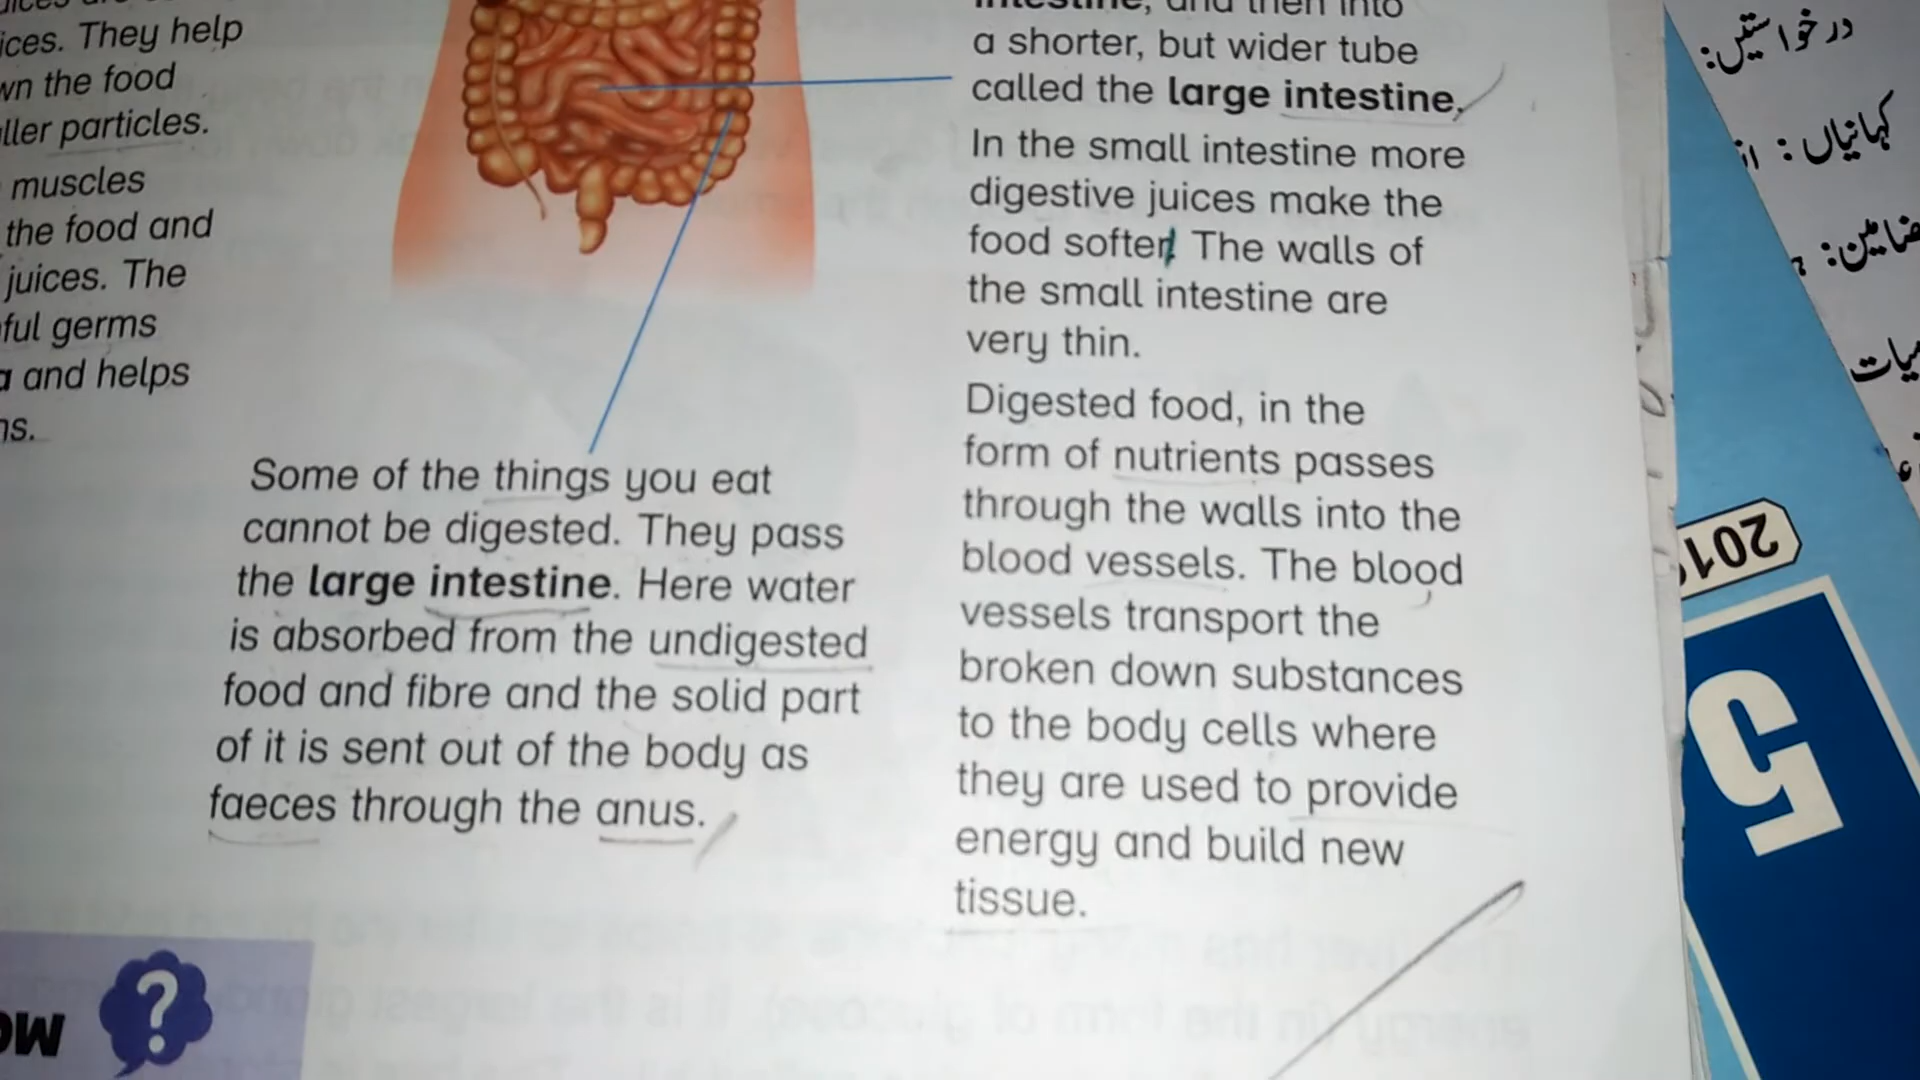 ices. They help
the food
particles.
muscles
the food and
juices. The
germs
and helps
Some of the things you eat
cannot be digested. They pass
the large intestine. Here water
is absorbed from the undigested
food and fibre and the solid part
of it is sent out of the body as
faeces through the anus.
intestine, and then into
a shorter, but wider tube
called the large intestine.
In the small intestine more
digestive juices make the
food softer. The walls of
the small intestine are
very thin.
Digested food, in the
form of nutrients passes
through the walls into the
blood vessels. The blood
vessels transport the
broken down substances
to the body cells where
they are used to provide
energy and build new
tissue.
?
درخواستیں:
کہانیاں:
201
5